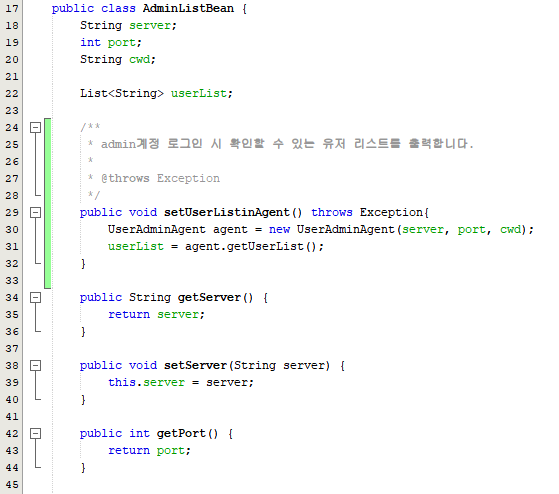 17 public class AdminListBean {
18 String server;
19 int port;
20 String cwd;
21
22 List<String> userList;
23
24 /**
25 * admin계정 로그인 시 확인할 수 있는 유저 리스트를 출력합니다.
26 *
27 * @throws Exception
28 */
29 public void setUserListinAgent() throws Exception{
30 UserAdminAgent agent = new UserAdminAgent(server, port, cwd);
31 userList = agent.getUserList();
32 }
33
34 public String getServer() {
35 return server;
36 }
37
38 public void setServer(String server) {
39 this.server = server;
40 }
41
42 public int getPort() {
43 return port;
44 }
45